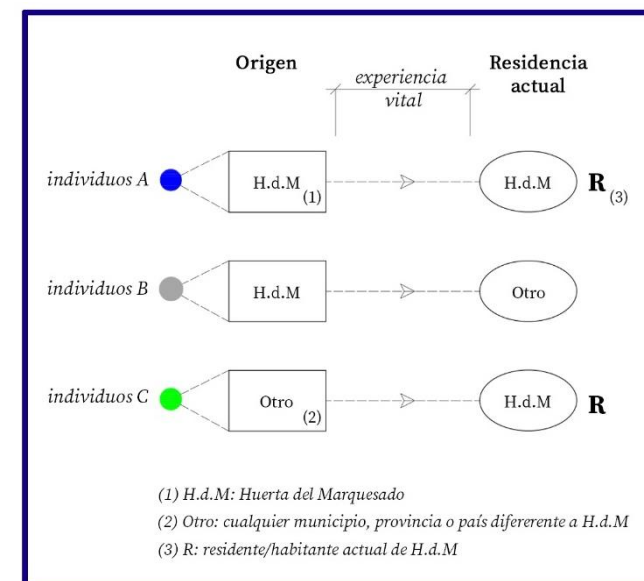 Origen
experiencia
vital
Residencia
actual
individuos A
H.d.M
(1)
H.d.M
R (3)
individuos B
H.d.M
Otro
individuos C
Otro
(2)
H.d.M
R
(1) H.d.M: Huerta del Marquesado
(2) Otro: cualquier municipio, provincia o país difererente a H.d.M
(3) R: residente/habitante actual de H.d.M